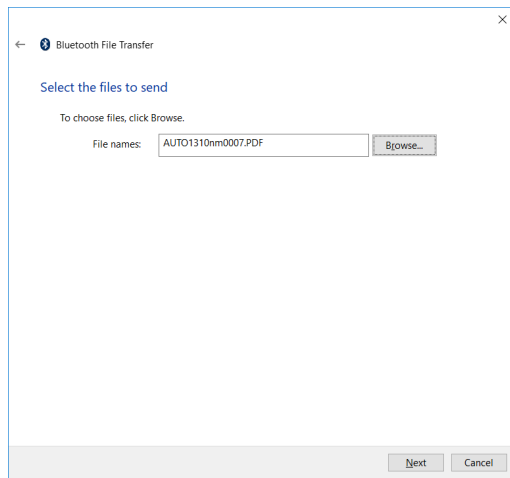 Bluetooth File Transfer
Select the files to send
To choose files, click Browse.
File names: AUTO1310nm0007.PDF Browse...
Next Cancel